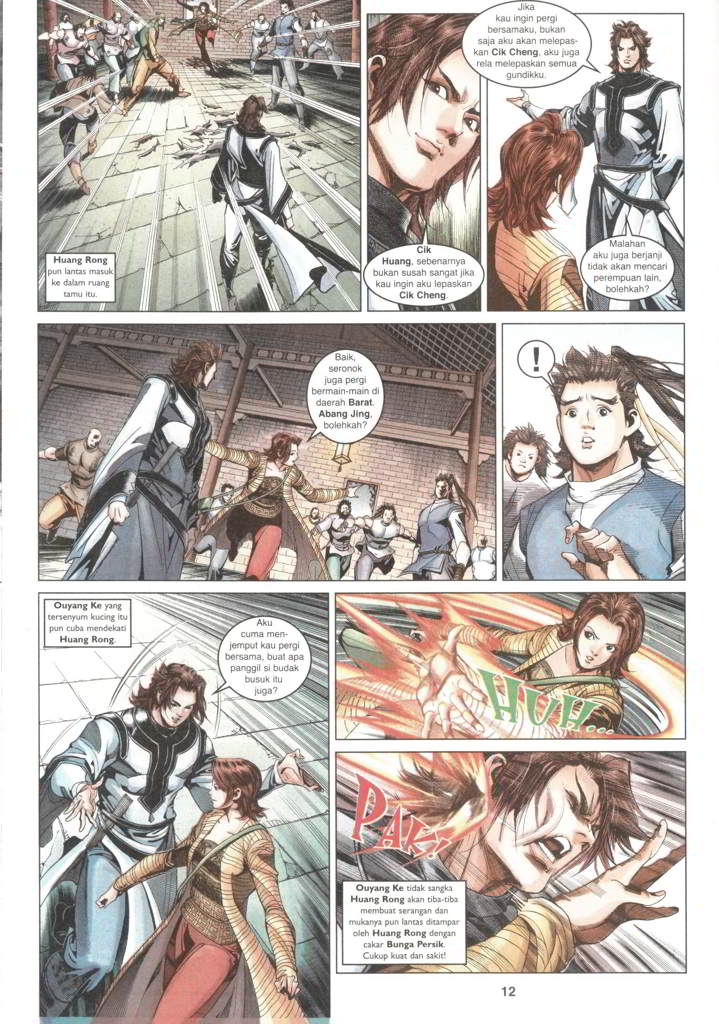 Huang Rong
pun lantas masuk
ke dalam ruang
tamu itu.
Cik
Huang, sebenarnya
bukan susah sangat jika
kau ingin aku lepaskan
Cik Cheng.
Jika
kau ingin pergi
bersamaku, bukan
saja aku akan melepas-
kan Cik Cheng, aku juga
rela melepaskan semua
gundikku.
Malahan
aku juga berjanji
tidak akan mencari
perempuan lain,
bolehkah?
Baik,
seronok
juga pergi
bermain-main di
daerah Barat.
Abang Jing,
bolehkah?
!
Ouyang Ke yang
tersenyum kucing itu
pun cuba mendekati
Huang Rong.
Aku
cuma men-
jemput kau pergi
bersama, buat apa
panggil si budak
busuk itu
juga?
HUH...
PAK!
Ouyang Ke tidak sangka
Huang Rong akan tiba-tiba
membuat serangan dan
mukanya pun lantas ditampar
oleh Huang Rong dengan
cakar Bunga Persik.
Cukup kuat dan sakit!
12